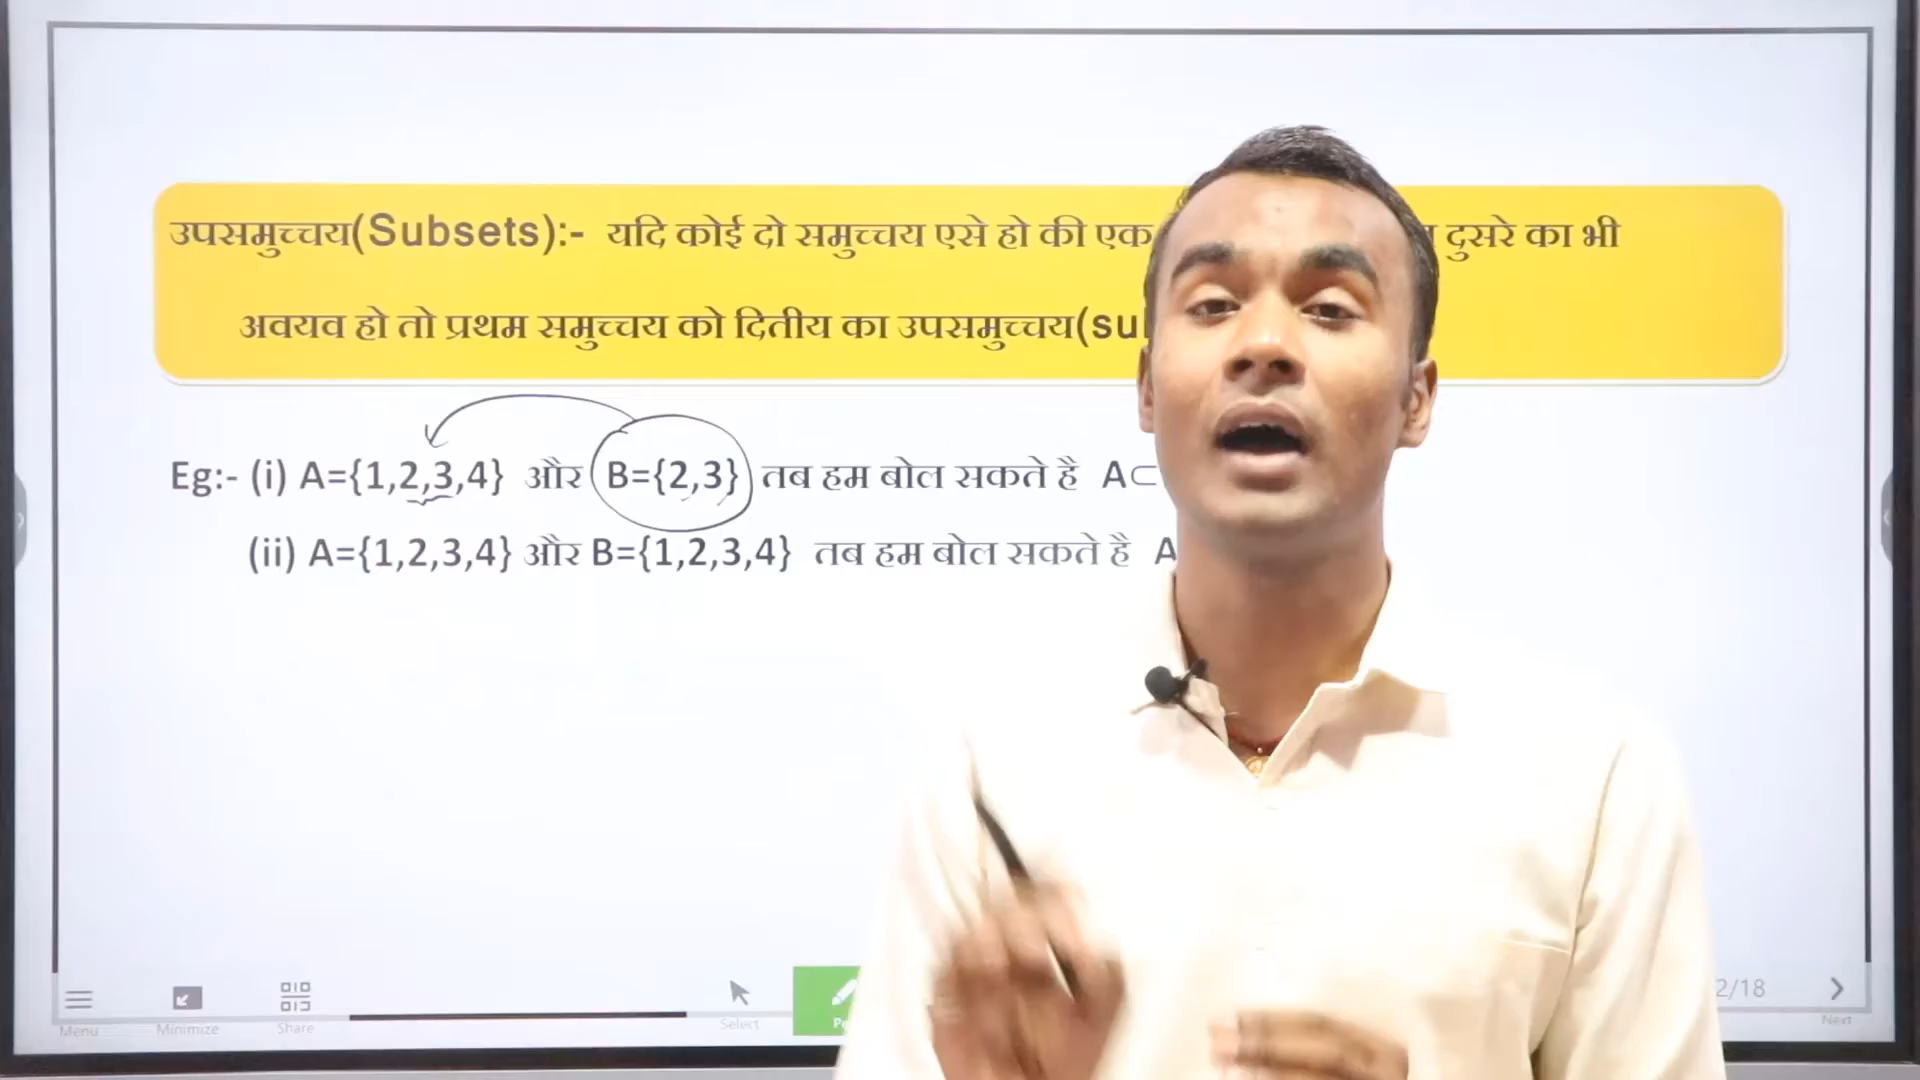 उपसमुच्चय(Subsets):- यदि कोई दो समुच्चय एसे हो की एक दुसरे का भी
अवयव हो तो प्रथम समुच्चय को दितीय का उपसमुच्चय(su
Eg:- (i) A={1,2,3,4} और B={2,3} तब हम बोल सकते है A⊂
(ii) A={1,2,3,4} और B={1,2,3,4} तब हम बोल सकते है A
Menu Minimize Share Select 2/18 Next